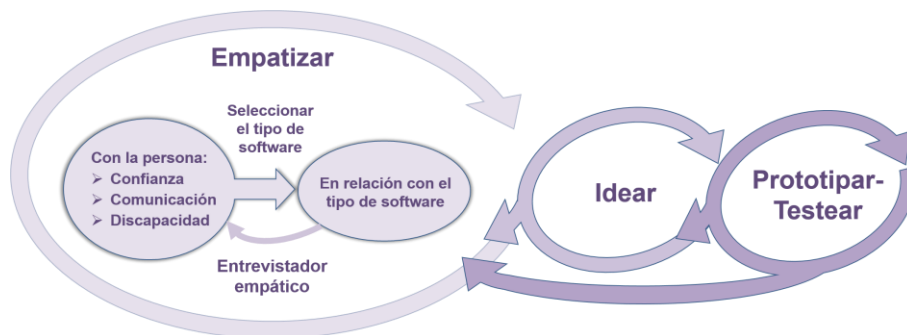 Empatizar
Seleccionar
el tipo de
software
Con la persona:
➢ Confianza
➢ Comunicación
➢ Discapacidad
En relación con el
tipo de software
Entrevistador
empático
Idear
Prototipar-
Testear